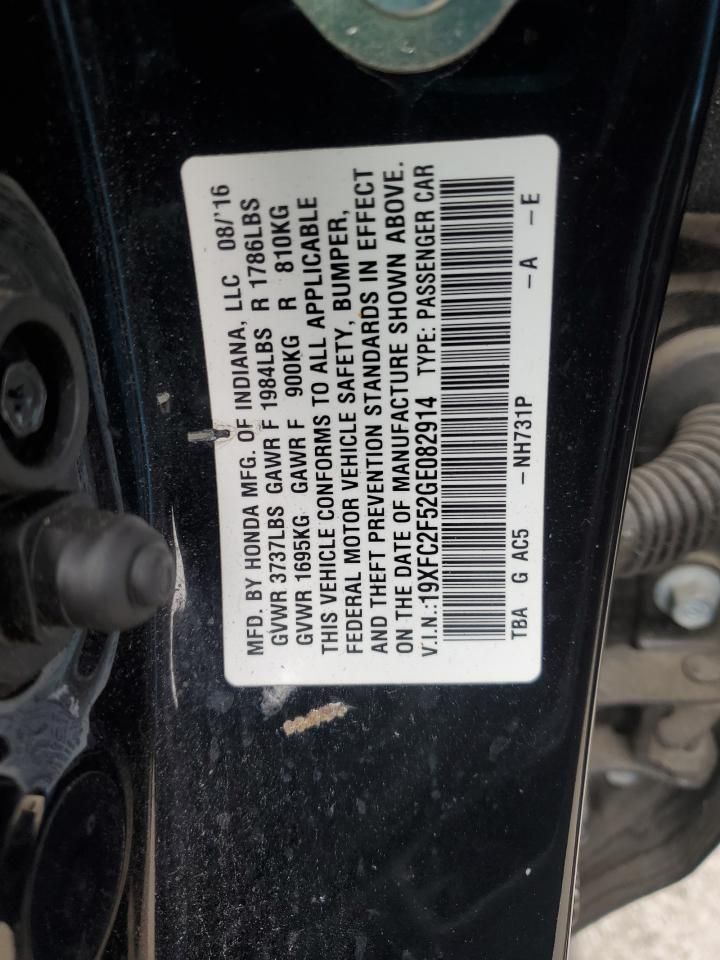 MFD. BY HONDA MFG. OF INDIANA, LLC 08/'16
GVWR 3737LBS GAWR F 1984LBS R 1786LBS
GVWR 1695KG GAWR F 900KG R 810KG
THIS VEHICLE CONFORMS TO ALL APPLICABLE
FEDERAL MOTOR VEHICLE SAFETY, BUMPER,
AND THEFT PREVENTION STANDARDS IN EFFECT
ON THE DATE OF MANUFACTURE SHOWN ABOVE.
V.I.N.:19XFC2F52GE082914 TYPE: PASSENGER CAR
TBA G AC5 -NH731P -A -E